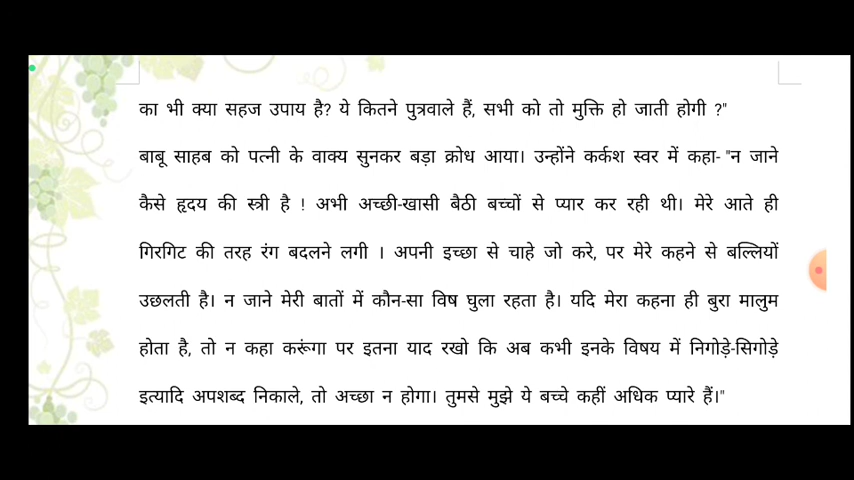 का भी क्या सहज उपाय है? ये कितने पुत्रवाले हैं, सभी को तो मुक्ति हो जाती होगी ?"
बाबू साहब को पत्नी के वाक्य सुनकर बड़ा क्रोध आया। उन्होंने कर्कश स्वर में कहा- "न जाने
कैसे हृदय की स्त्री है ! अभी अच्छी-खासी बैठी बच्चों से प्यार कर रही थी। मेरे आते ही
गिरगिट की तरह रंग बदलने लगी । अपनी इच्छा से चाहे जो करे, पर मेरे कहने से बल्लियों
उछलती है। न जाने मेरी बातों में कौन-सा विष घुला रहता है। यदि मेरा कहना ही बुरा मालुम
होता है, तो न कहा करूंगा पर इतना याद रखो कि अब कभी इनके विषय में निगोड़े-सिगोड़े
इत्यादि अपशब्द निकाले, तो अच्छा न होगा। तुमसे मुझे ये बच्चे कहीं अधिक प्यारे हैं।"